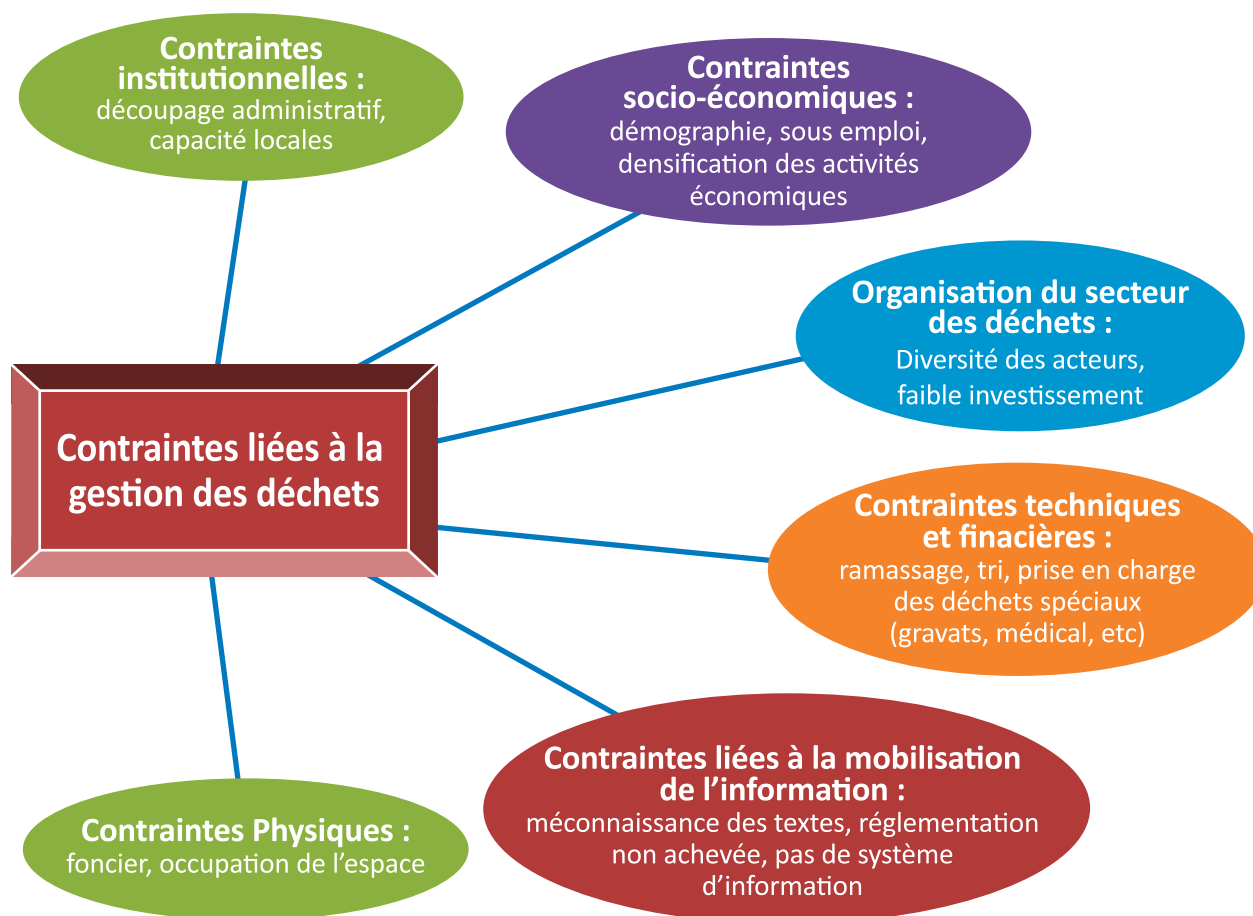 Contraintes
institutionnelles :
découpage administratif,
capacité locales
Contraintes
socio-économiques :
démographie, sous emploi,
densification des activités
économiques
Organisation du secteur
des déchets :
Diversité des acteurs,
faible investissement
Contraintes liées à la
gestion des déchets
Contraintes techniques
et finacières :
ramassage, tri, prise en charge
des déchets spéciaux
(gravats, médical, etc)
Contraintes liées à la mobilisation
de l’information :
méconnaissance des textes, réglementation
non achevée, pas de système
d’information
Contraintes Physiques :
foncier, occupation de l’espace